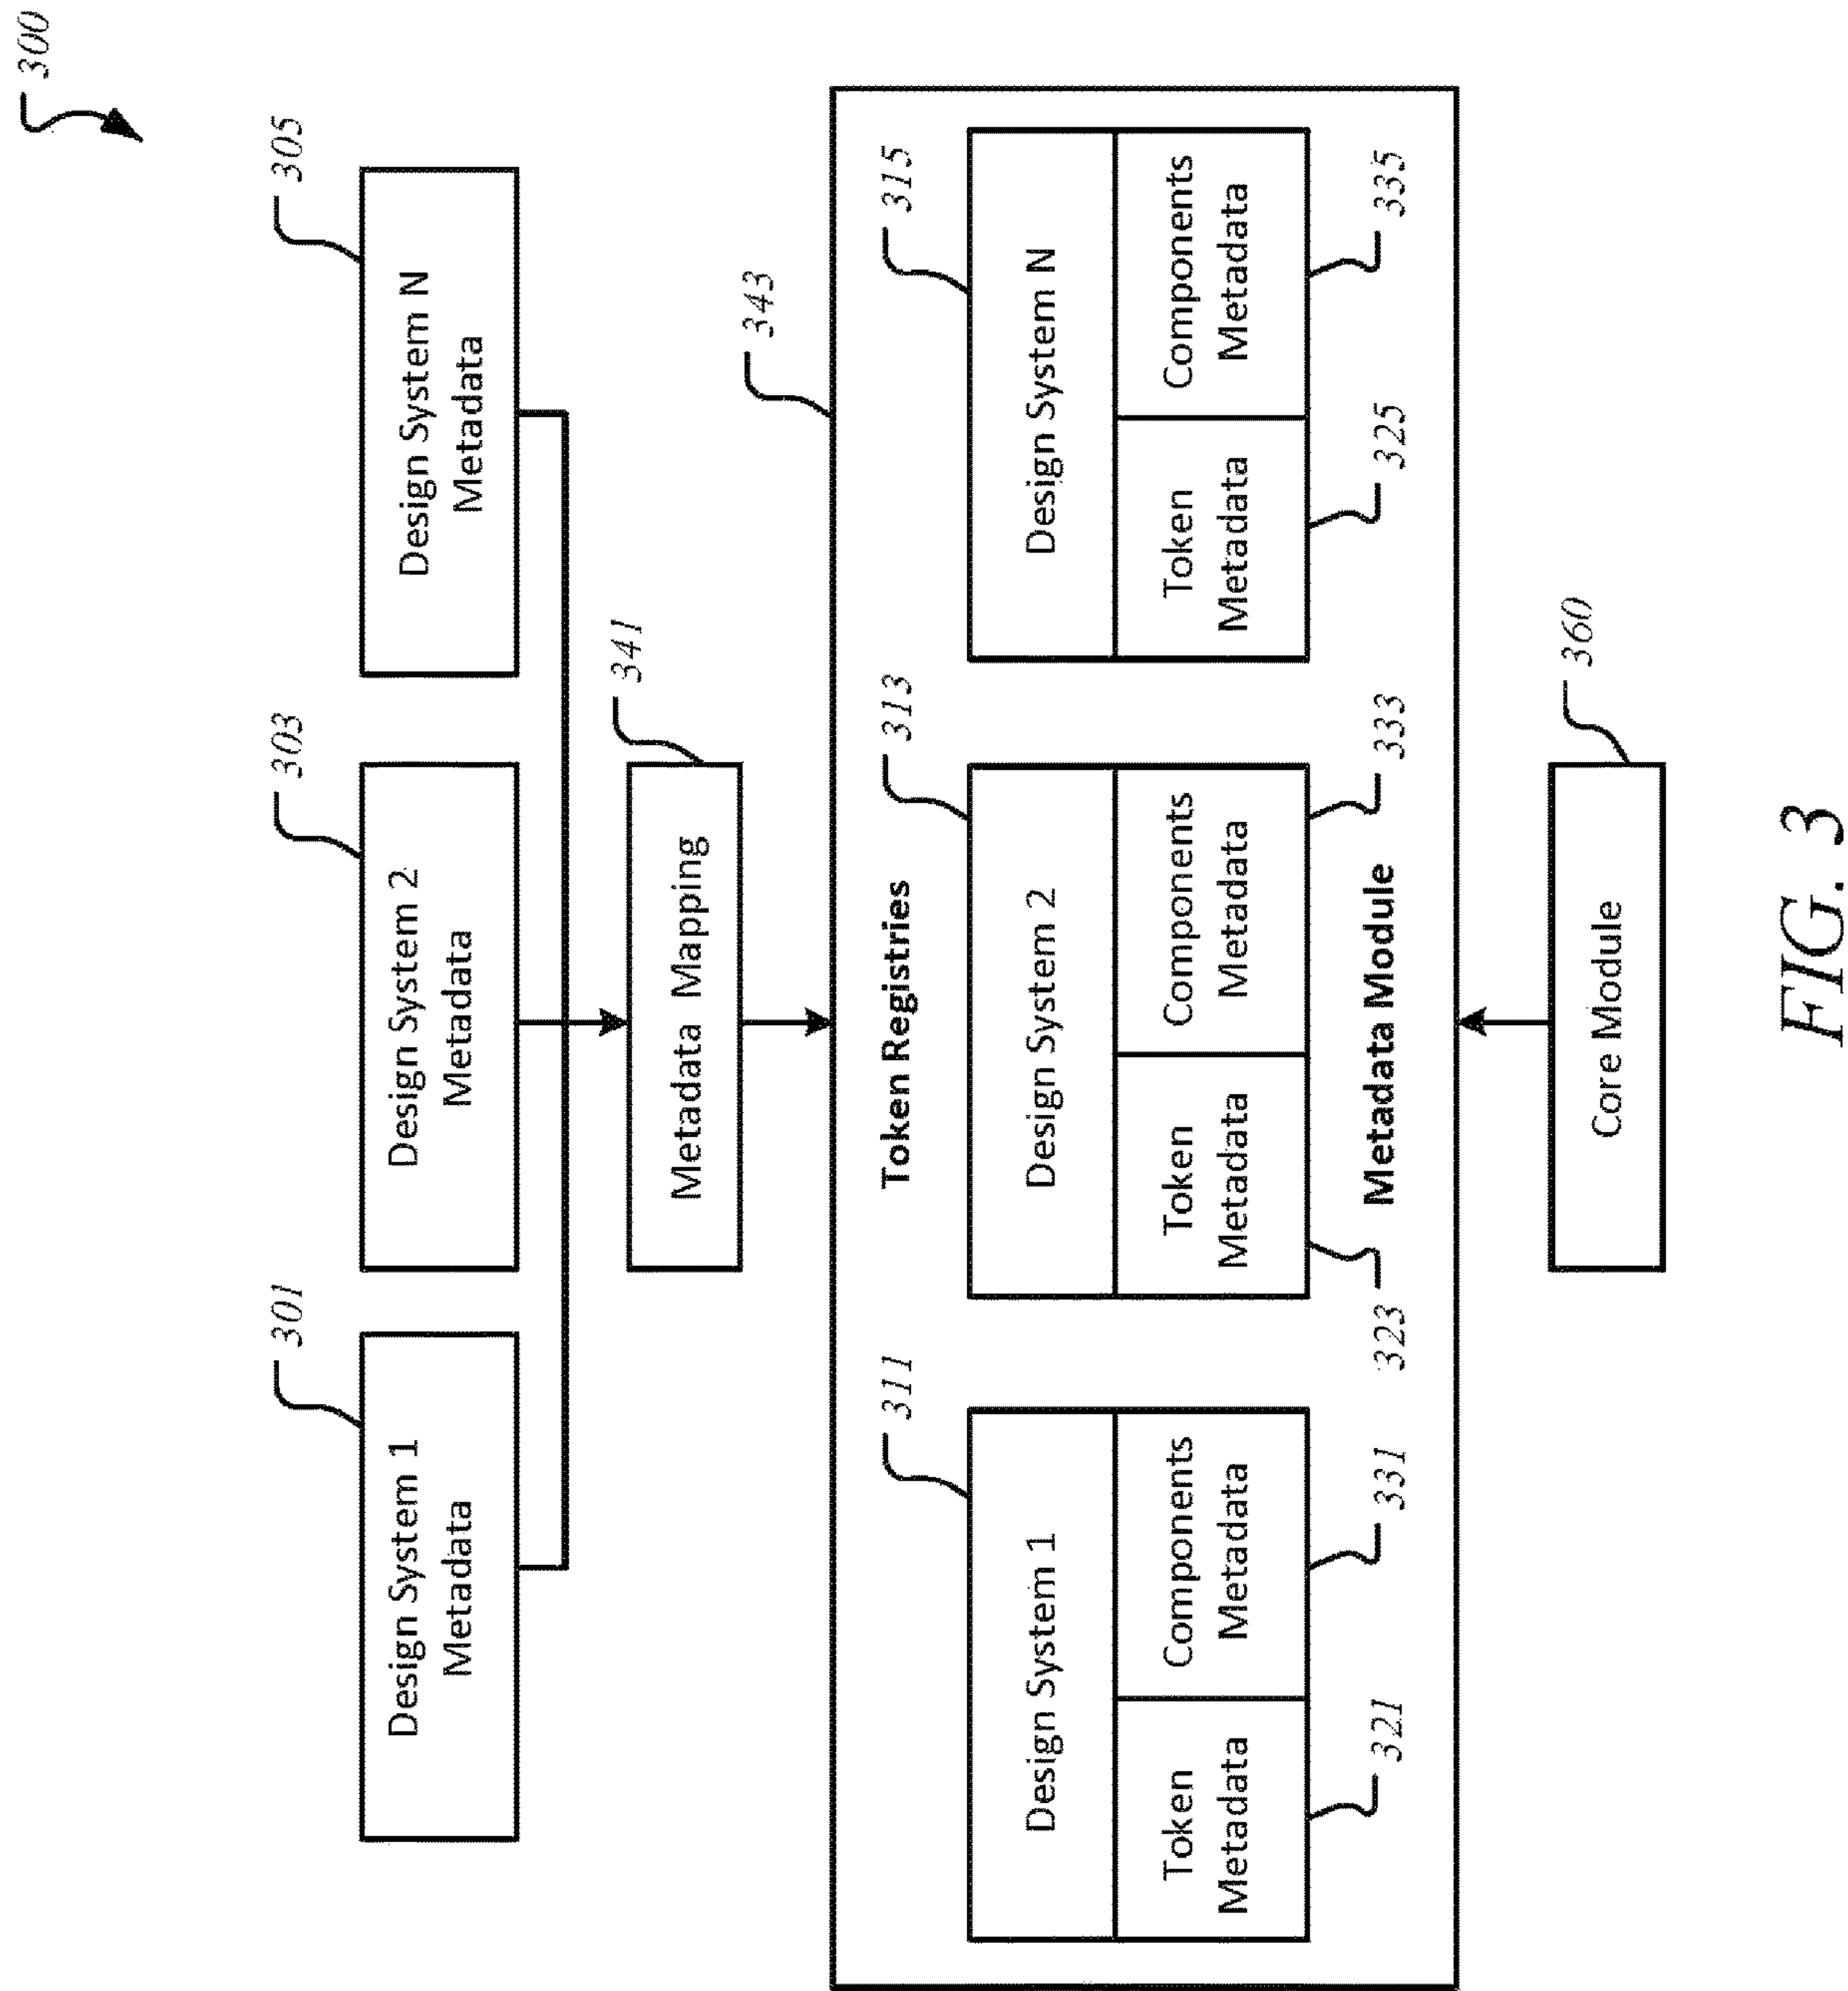 300
301
303
305
Design System 1
Metadata
Design System 2
Metadata
Design System N
Metadata
341
Metadata Mapping
343
Token Registries
311
313
315
Design System 1
Token
Metadata
Components
Metadata
Design System 2
Token
Metadata
Components
Metadata
Design System N
Token
Metadata
Components
Metadata
321
331
323
333
325
335
Metadata Module
360
Core Module
FIG. 3